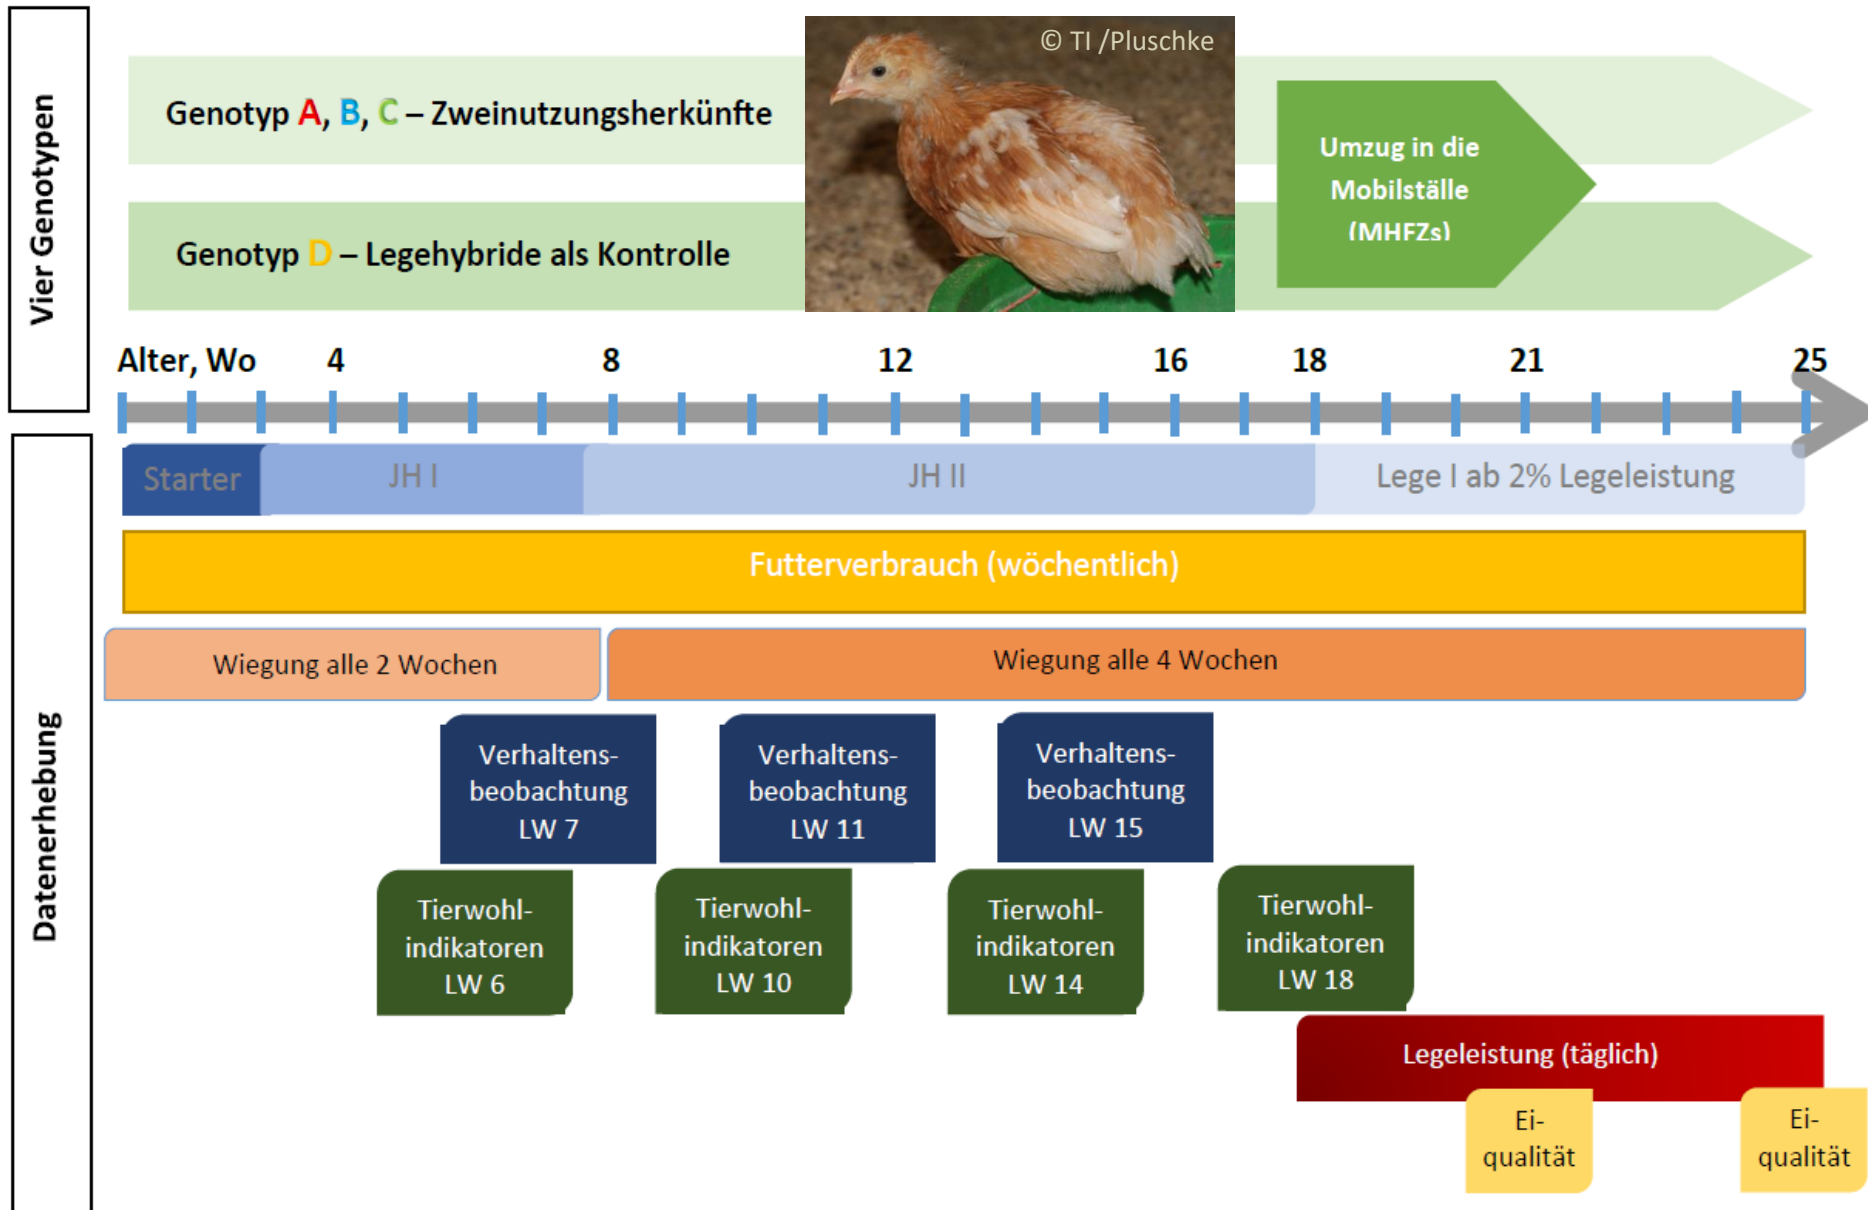 Vier Genotypen
Genotyp A, B, C – Zweinutzungsherkünfte
© TI /Pluschke
Umzug in die
Mobilställe
(MHFZs)
Genotyp D – Legehybride als Kontrolle
Alter, Wo 4 8 12 16 18 21 25
Datenerhebung
Starter JH I JH II Lege I ab 2% Legeleistung
Futterverbrauch (wöchentlich)
Wiegung alle 2 Wochen Wiegung alle 4 Wochen
Verhaltens-
beobachtung
LW 7
Verhaltens-
beobachtung
LW 11
Verhaltens-
beobachtung
LW 15
Tierwohl-
indikatoren
LW 6
Tierwohl-
indikatoren
LW 10
Tierwohl-
indikatoren
LW 14
Tierwohl-
indikatoren
LW 18
Legeleistung (täglich)
Ei-
qualität
Ei-
qualität